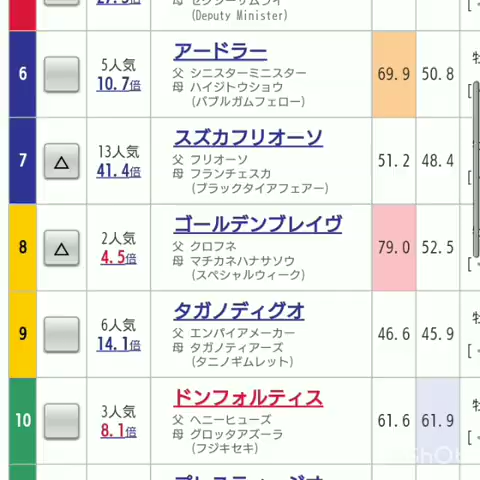 母 セクシーサムライ
(Deputy Minister)
6
5人気
10.7倍
アードラー
父 シニスターミニスター
母 ハイジトウショウ
(バブルガムフェロー)
69.9
50.8
7
△
13人気
41.4倍
スズカフリオーソ
父 フリオーソ
母 フランチェスカ
(ブラックタイアフェアー)
51.2
48.4
8
△
2人気
4.5倍
ゴールデンブレイヴ
父 クロフネ
母 マチカネハナサソウ
(スペシャルウィーク)
79.0
52.5
9
6人気
14.1倍
タガノディグオ
父 エンパイアメーカー
母 タガノティアーズ
(タニノギムレット)
46.6
45.9
10
3人気
8.1倍
ドンフォルティス
父 ヘニーヒューズ
母 グロッタアズーラ
(フジキセキ)
61.6
61.9